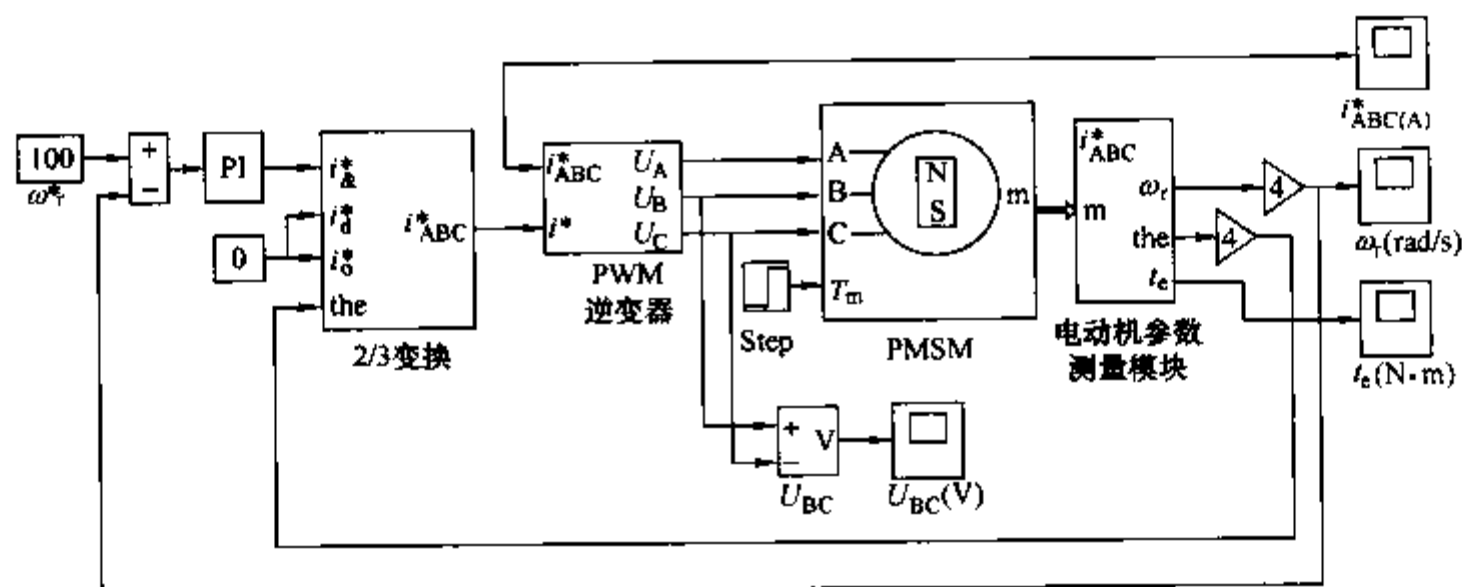 i*ABC(A)
100
ω*r
+
−
PI
i*d
i*o
the
i*ABC
0
2/3变换
i*ABC
i*
UA
UB
UC
PWM
逆变器
Step
A
B
C
Tm
N
S
m
PMSM
i*ABC
m
ωr
the
te
电动机参数
测量模块
4
4
ωr(rad/s)
te(N·m)
+
−
V
UBC
UBC(V)